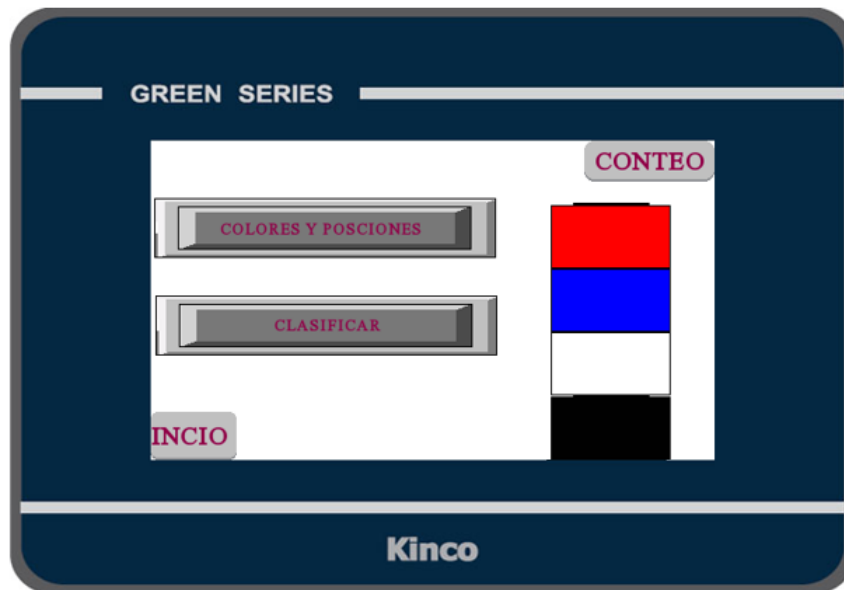 GREEN SERIES
CONTEO
COLORES Y POSCIONES
CLASIFICAR
INCIO
Kinco